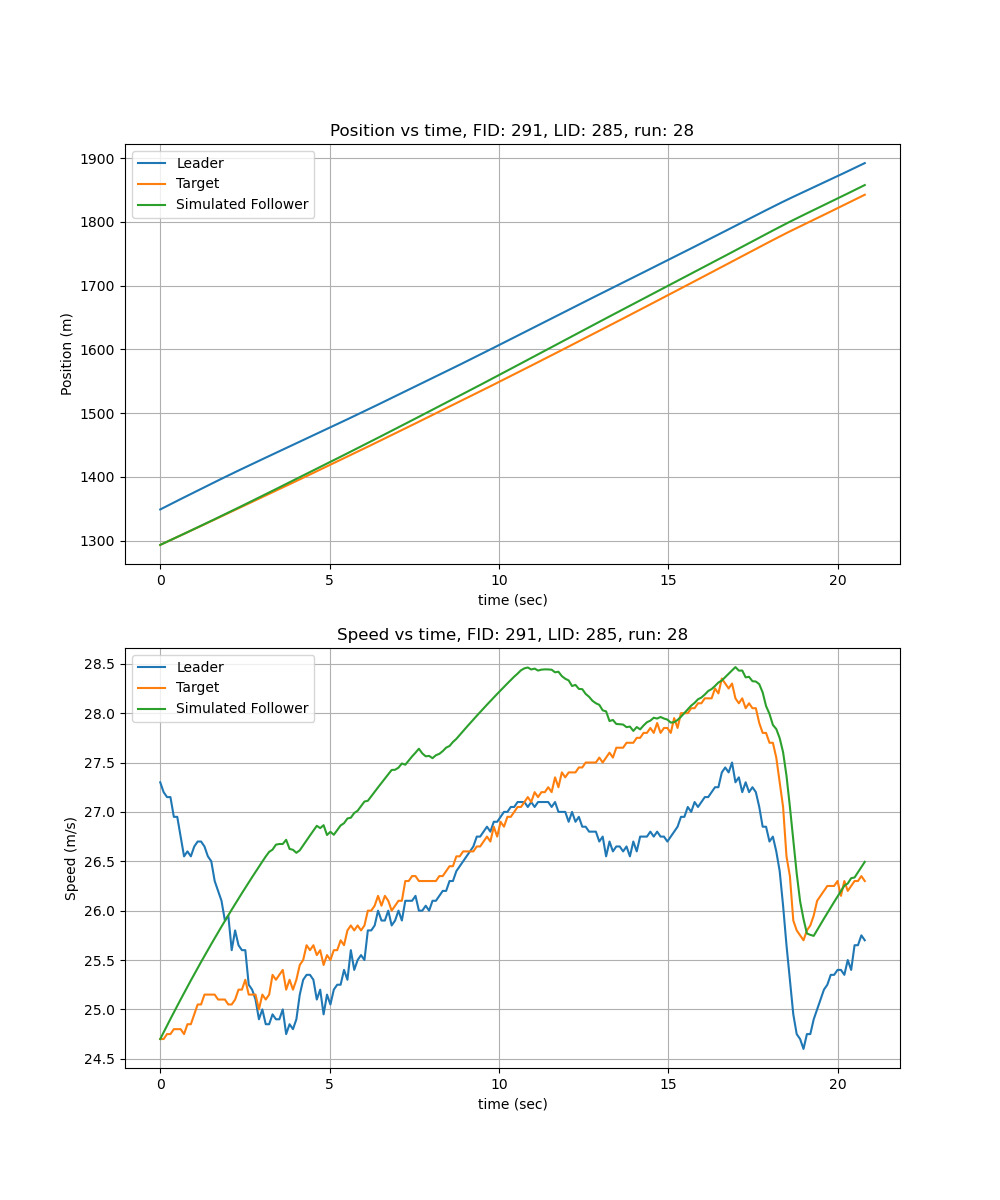 Position vs time, FID: 291, LID: 285, run: 28
Leader
Target
Simulated Follower
1900
1800
1700
1600
1500
1400
1300
Position (m)
0 5 10 15 20
time (sec)
Speed vs time, FID: 291, LID: 285, run: 28
Leader
Target
Simulated Follower
28.5
28.0
27.5
27.0
26.5
26.0
25.5
25.0
24.5
Speed (m/s)
0 5 10 15 20
time (sec)